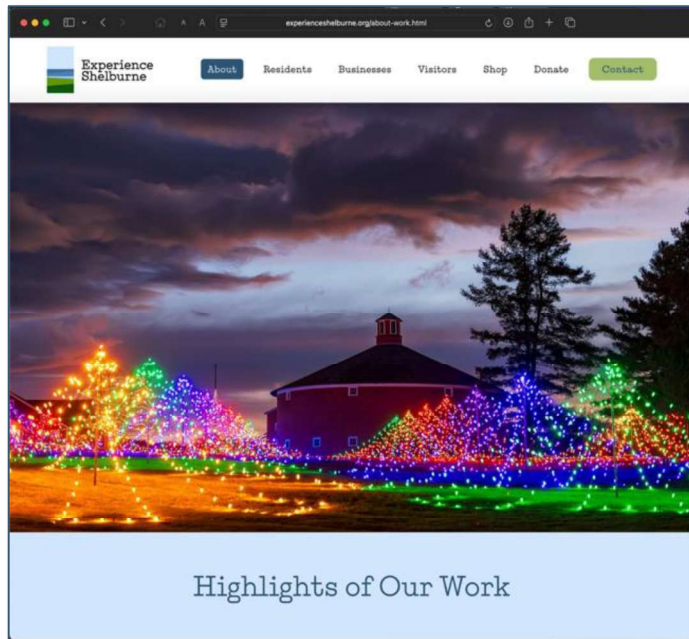 experienceshelburne.org/about-work.html
Experience
Shelburne
About Residents Businesses Visitors Shop Donate Contact
Highlights of Our Work